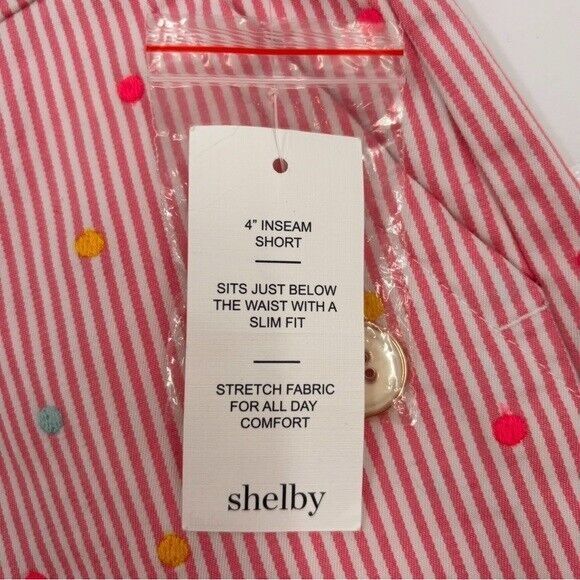 4" INSEAM
SHORT
SITS JUST BELOW
THE WAIST WITH A
SLIM FIT
STRETCH FABRIC
FOR ALL DAY
COMFORT
shelby